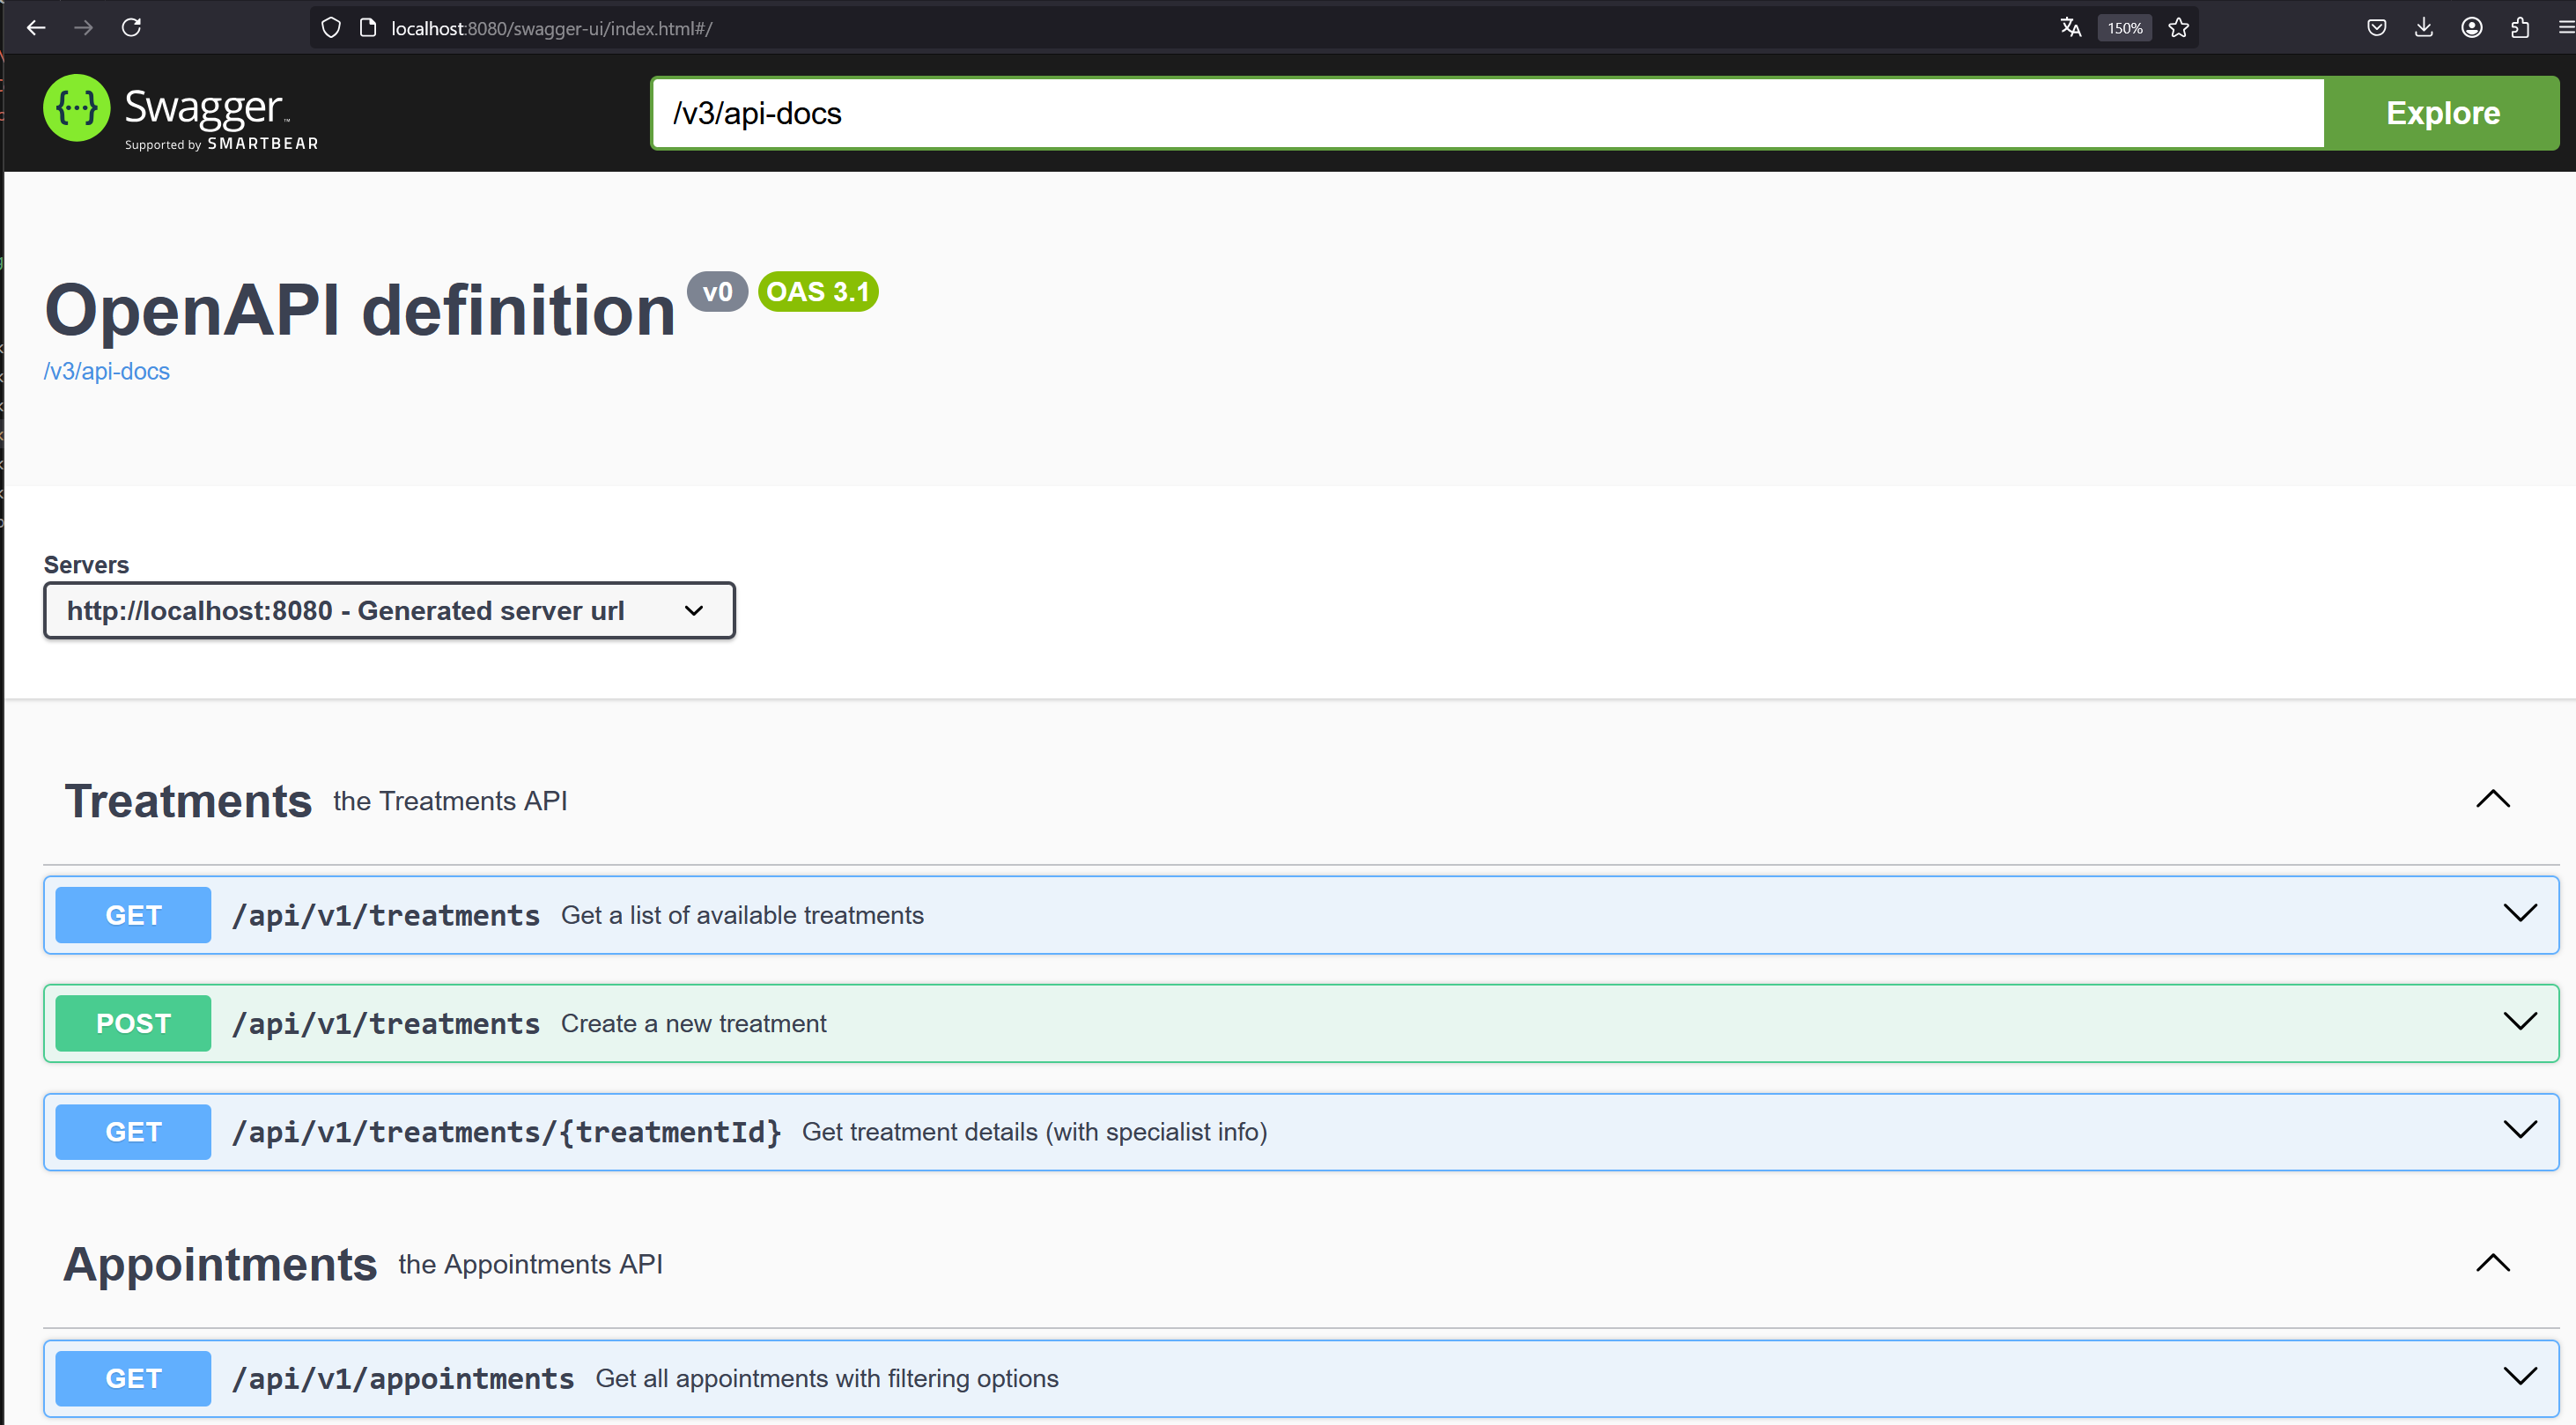 localhost:8080/swagger-ui/index.html#/
150%
{···} Swagger™
Supported by SMARTBEAR
/v3/api-docs
Explore
OpenAPI definition v0 OAS 3.1
/v3/api-docs
Servers
http://localhost:8080 - Generated server url
Treatments the Treatments API
GET /api/v1/treatments Get a list of available treatments
POST /api/v1/treatments Create a new treatment
GET /api/v1/treatments/{treatmentId} Get treatment details (with specialist info)
Appointments the Appointments API
GET /api/v1/appointments Get all appointments with filtering options